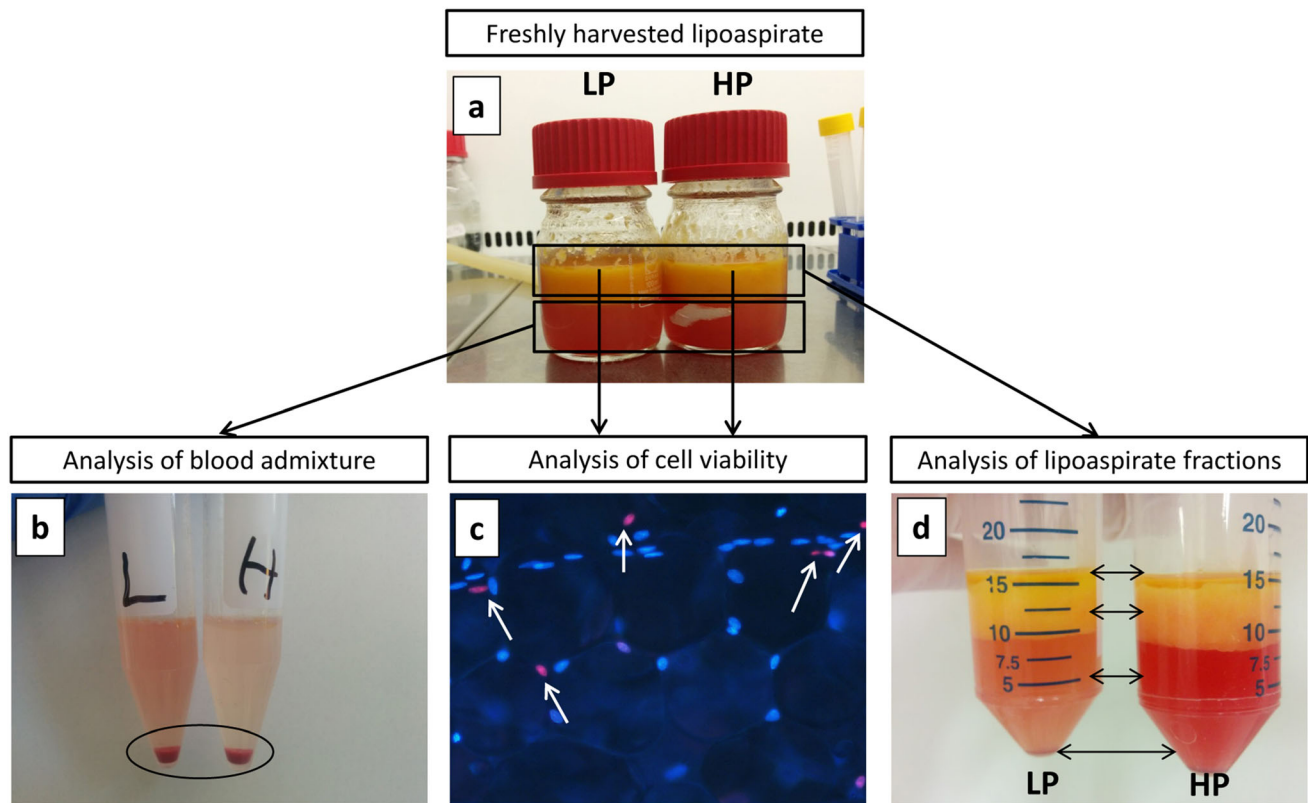 Freshly harvested lipoaspirate
a
LP
HP
Analysis of blood admixture
Analysis of cell viability
Analysis of lipoaspirate fractions
b
L
H
c
d
20
15
10
7.5
5
20
15
10
7.5
5
LP
HP